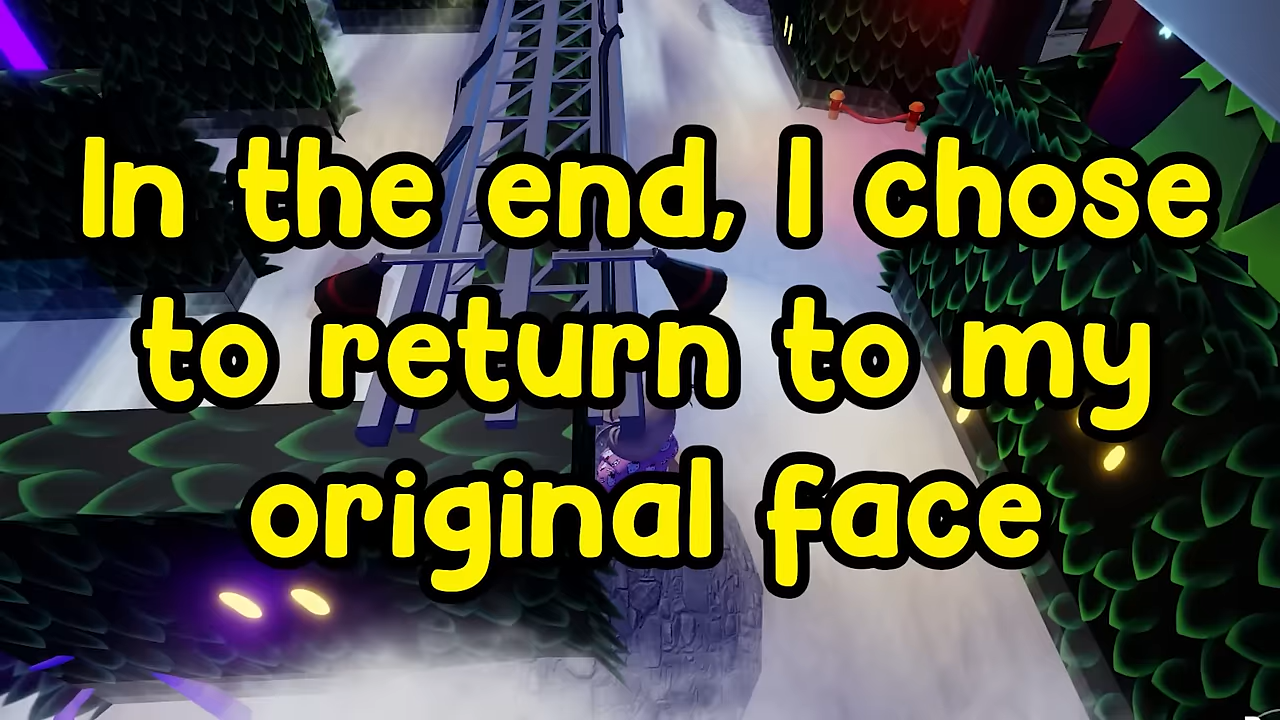 In the end, I chose
to return to my
original face